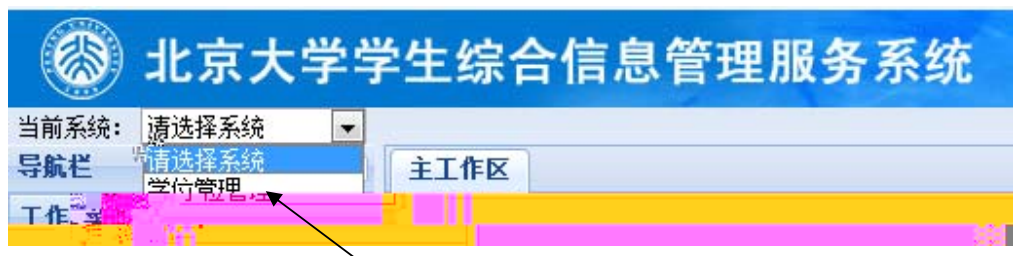 北京大学学生综合信息管理服务系统
当前系统: 请选择系统
导航栏 请选择系统 主工作区
学位管理
工作